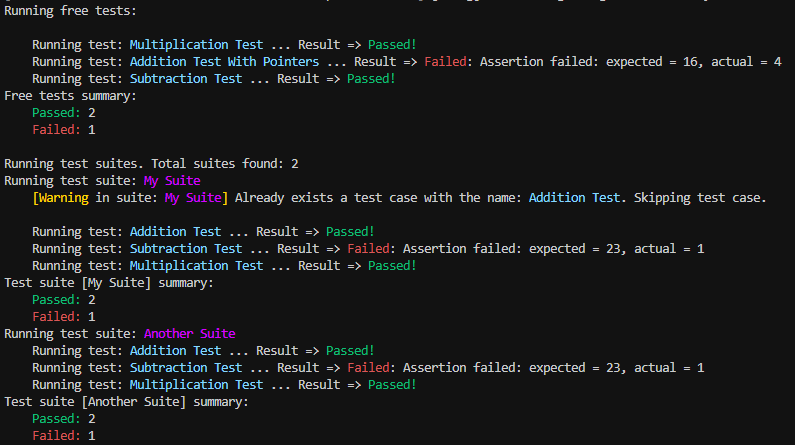 Running free tests:
Running test: Multiplication Test ... Result => Passed!
Running test: Addition Test With Pointers ... Result => Failed: Assertion failed: expected = 16, actual = 4
Running test: Subtraction Test ... Result => Passed!
Free tests summary:
Passed: 2
Failed: 1
Running test suites. Total suites found: 2
Running test suite: My Suite
[Warning in suite: My Suite] Already exists a test case with the name: Addition Test. Skipping test case.
Running test: Addition Test ... Result => Passed!
Running test: Subtraction Test ... Result => Failed: Assertion failed: expected = 23, actual = 1
Running test: Multiplication Test ... Result => Passed!
Test suite [My Suite] summary:
Passed: 2
Failed: 1
Running test suite: Another Suite
Running test: Addition Test ... Result => Passed!
Running test: Subtraction Test ... Result => Failed: Assertion failed: expected = 23, actual = 1
Running test: Multiplication Test ... Result => Passed!
Test suite [Another Suite] summary:
Passed: 2
Failed: 1